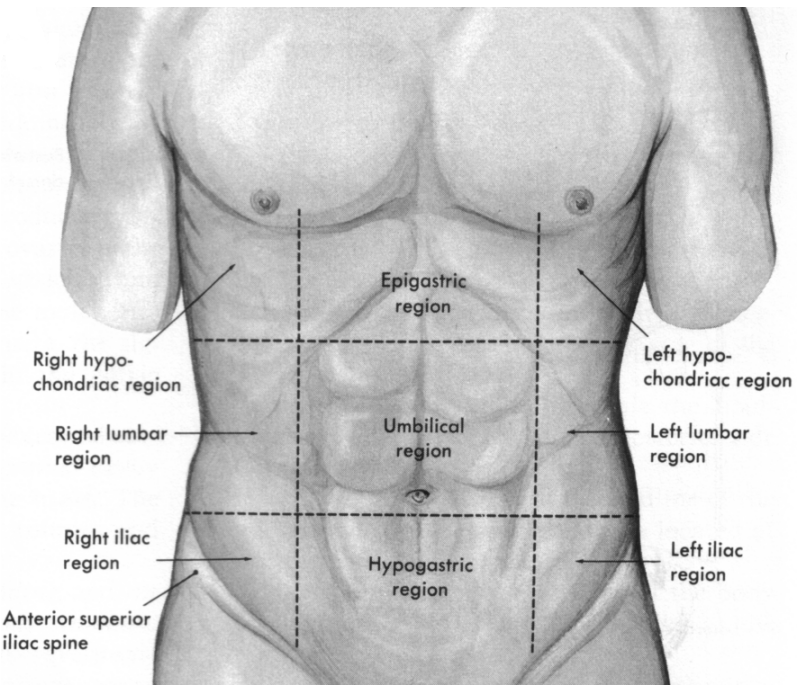 Epigastric
region
Right hypo-
chondriac region
Left hypo-
chondriac region
Right lumbar
region
Umbilical
region
Left lumbar
region
Right iliac
region
Hypogastric
region
Left iliac
region
Anterior superior
iliac spine